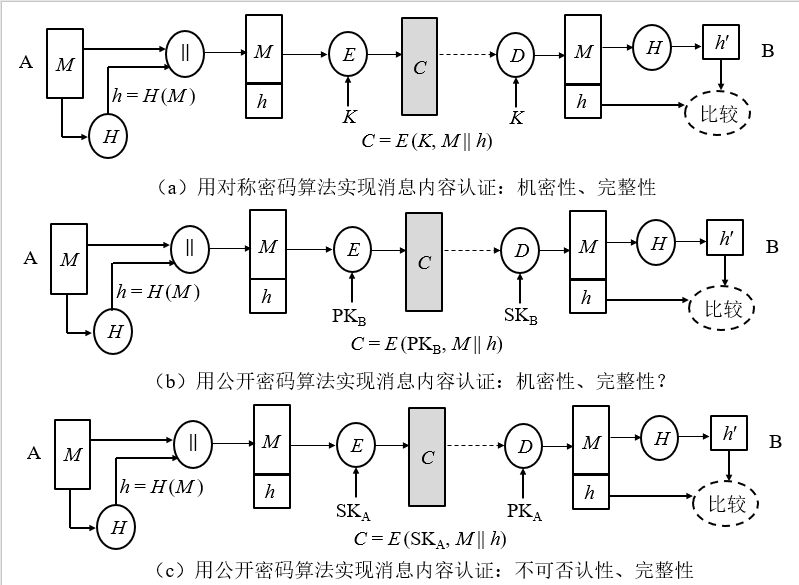 A M H h = H(M) || M h E K C D K M h H h′ 比较 B
C = E(K, M || h)
（a）用对称密码算法实现消息内容认证：机密性、完整性
A M H h = H(M) || M h E PKB C D SKB M h H h′ 比较 B
C = E(PKB, M || h)
（b）用公开密码算法实现消息内容认证：机密性、完整性？
A M H h = H(M) || M h E SKA C D PKA M h H h′ 比较 B
C = E(SKA, M || h)
（c）用公开密码算法实现消息内容认证：不可否认性、完整性